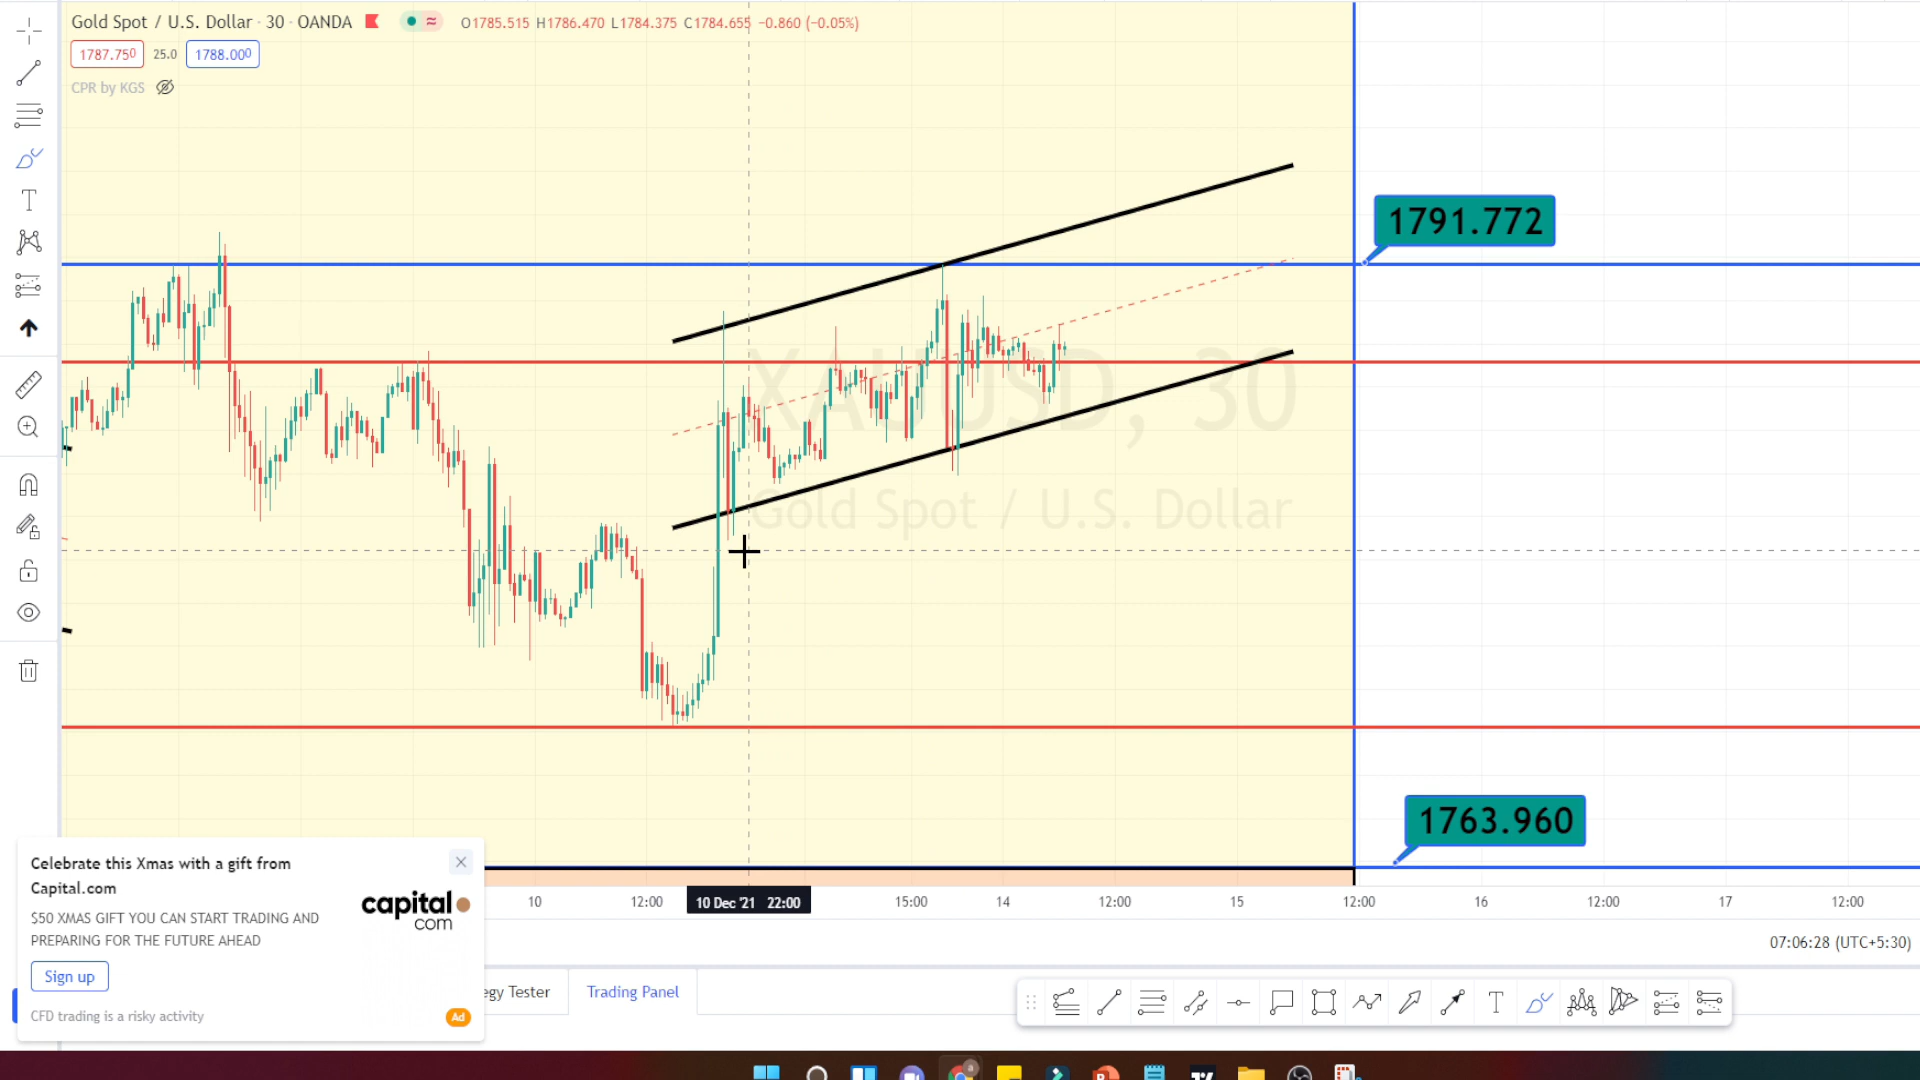 Gold Spot / U.S. Dollar · 30 · OANDA O1785.515 H1786.470 L1784.375 C1784.655 −0.860 (−0.05%)
1787.750 25.0 1788.000
CPR by KGS
1791.772
XAUUSD, 30
Gold Spot / U.S. Dollar
1763.960
10 12:00 10 Dec '21 22:00 15:00 14 12:00 15 12:00 16 12:00 17 12:00
07:06:28 (UTC+5:30)
Celebrate this Xmas with a gift from
Capital.com
$50 XMAS GIFT YOU CAN START TRADING AND
PREPARING FOR THE FUTURE AHEAD
capital
com
Sign up
CFD trading is a risky activity
Ad
egy Tester Trading Panel